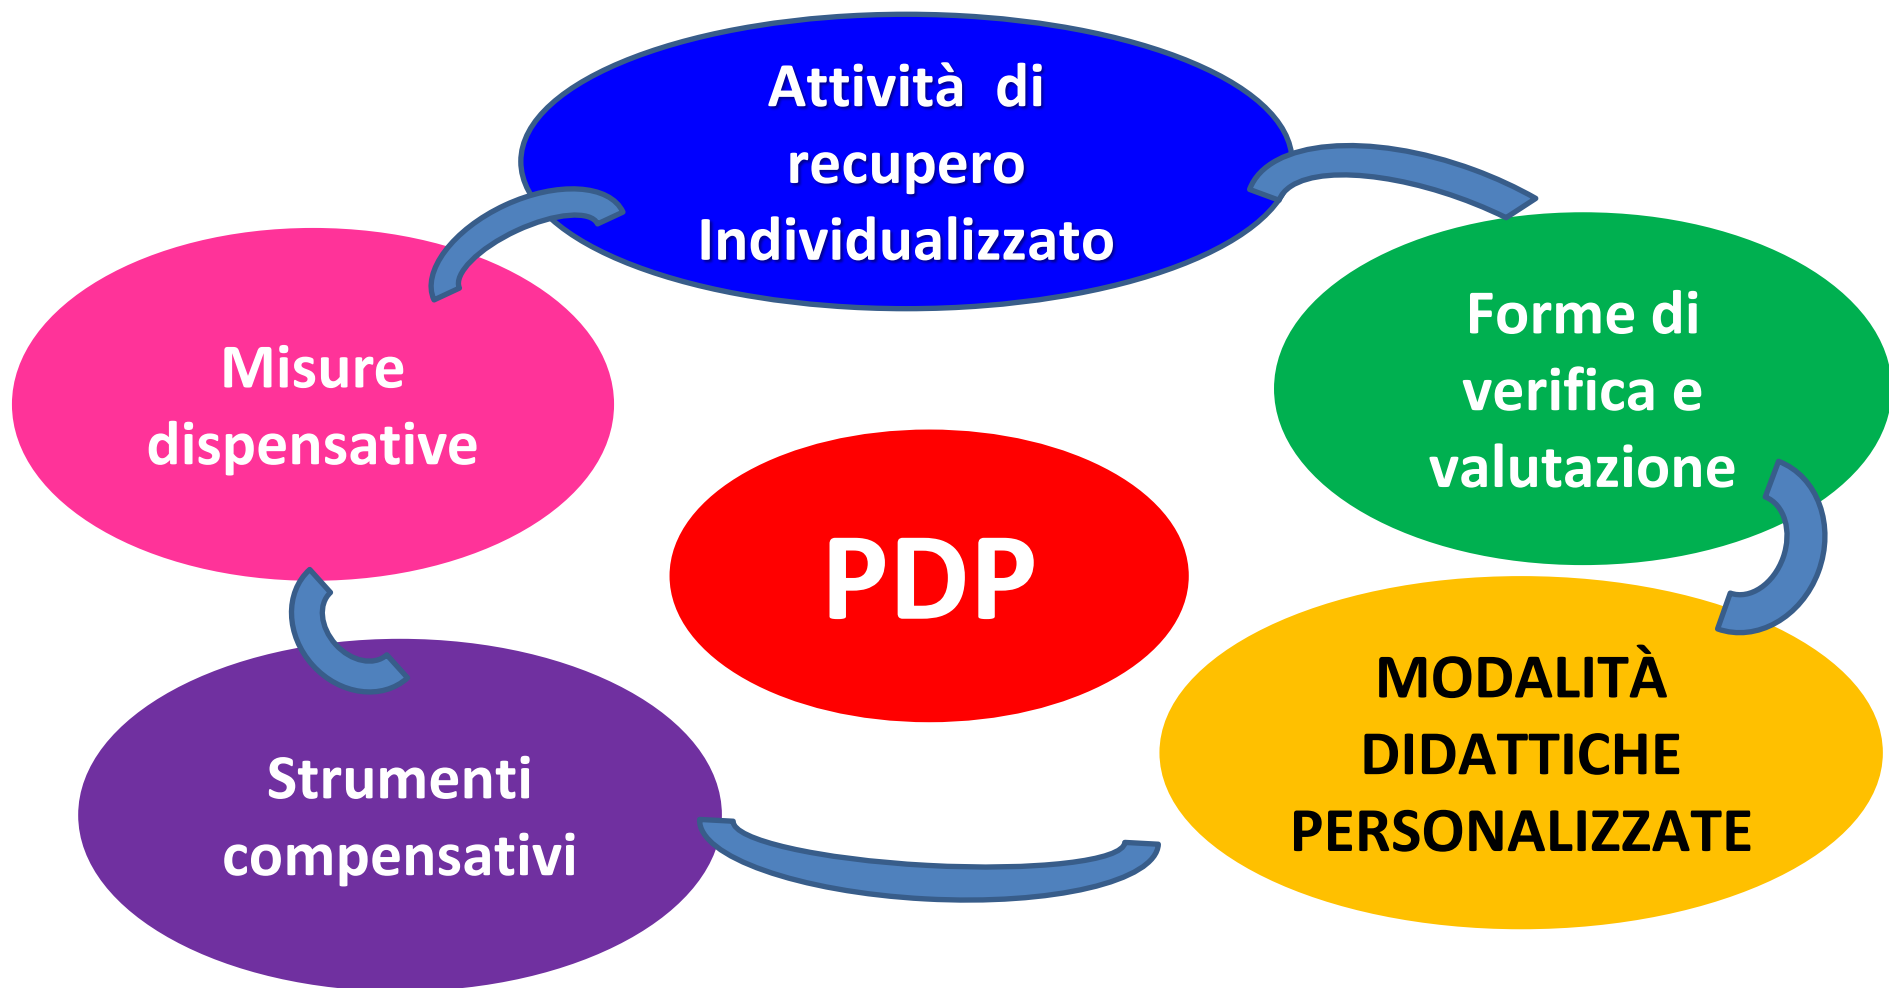 Attività di
recupero
Individualizzato
Forme di
verifica e
valutazione
Misure
dispensative
PDP
MODALITÀ
DIDATTICHE
PERSONALIZZATE
Strumenti
compensativi